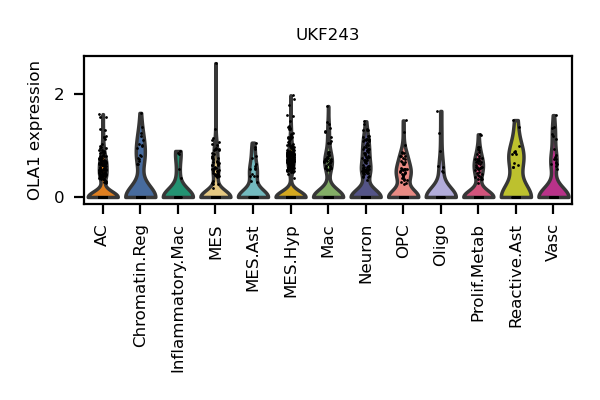 UKF243
OLA1 expression
2
0
AC
Chromatin.Reg
Inflammatory.Mac
MES
MES.Ast
MES.Hyp
Mac
Neuron
OPC
Oligo
Prolif.Metab
Reactive.Ast
Vasc